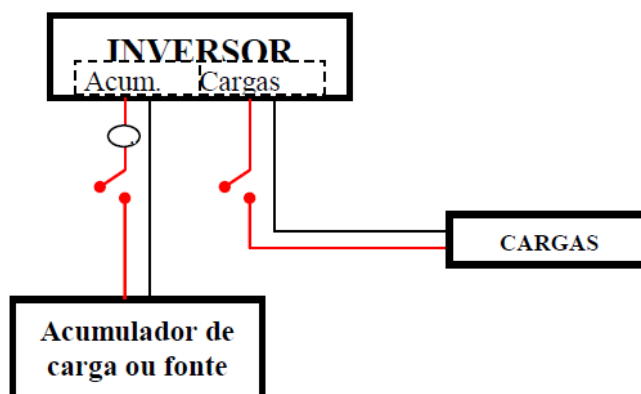 INVERSOR
Acum. Cargas
CARGAS
Acumulador de
carga ou fonte